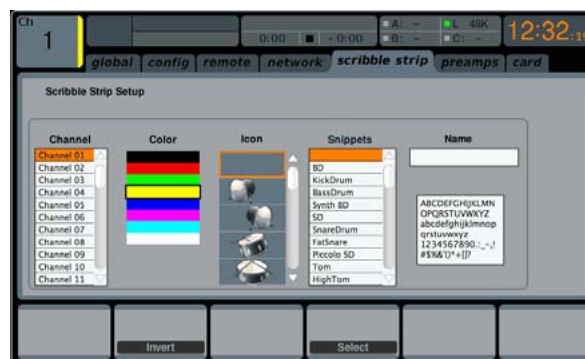 Ch
1
0:00 - 0:00
A: -
B: -
L 48K
C: -
12:32
global config remote network scribble strip preamps card
Scribble Strip Setup
Channel Color Icon Snippets Name
Channel 01
Channel 02
Channel 03
Channel 04
Channel 05
Channel 06
Channel 07
Channel 08
Channel 09
Channel 10
Channel 11
BD
KickDrum
BassDrum
Synth BD
SD
SnareDrum
FatSnare
Piccolo SD
Tom
HighTom
ABCDEFGHIJKLMN
OPQRSTUVWXYZ
abcdefghijklmnop
qrstuvwxyz
1234567890.:_-,!
#$%&'()*+[]?
Invert Select